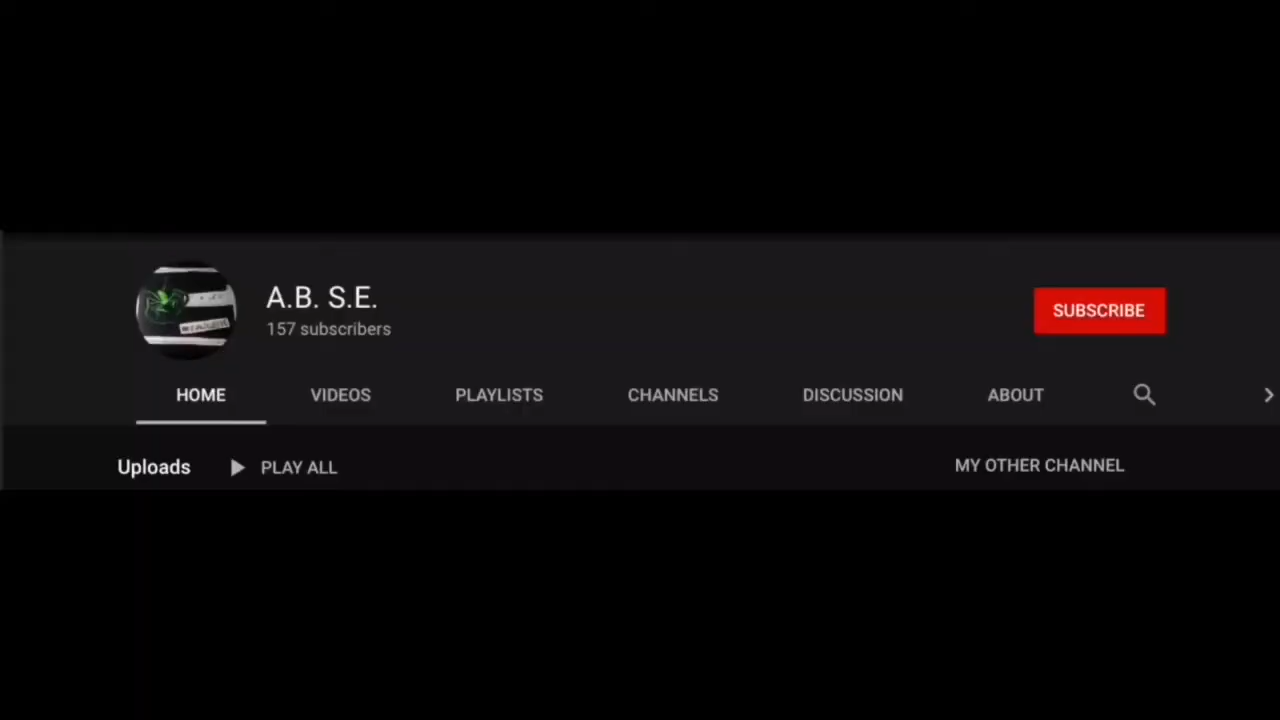 A.B. S.E.
157 subscribers
SUBSCRIBE
HOME VIDEOS PLAYLISTS CHANNELS DISCUSSION ABOUT
Uploads PLAY ALL MY OTHER CHANNEL